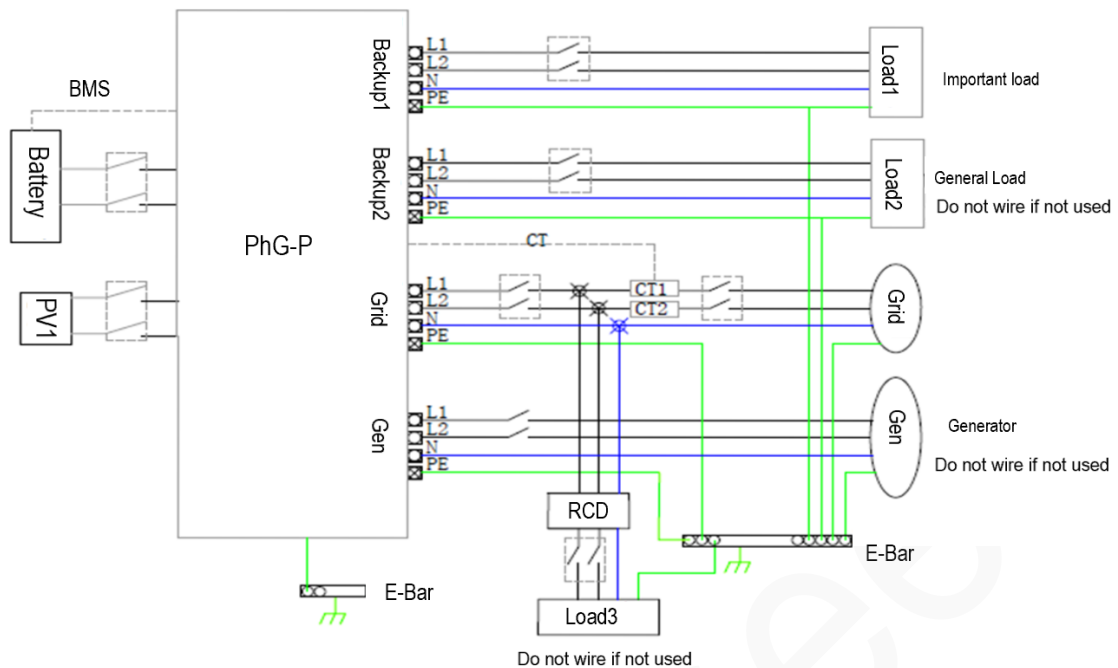 BMS
Battery
PV1
PhG-P
Backup1
L1
L2
N
PE
Load1
Important load
Backup2
L1
L2
N
PE
Load2
General Load
Do not wire if not used
CT
Grid
L1
L2
N
PE
CT1
CT2
Grid
Gen
L1
L2
N
PE
Gen
Generator
Do not wire if not used
RCD
E-Bar
E-Bar
Load3
Do not wire if not used